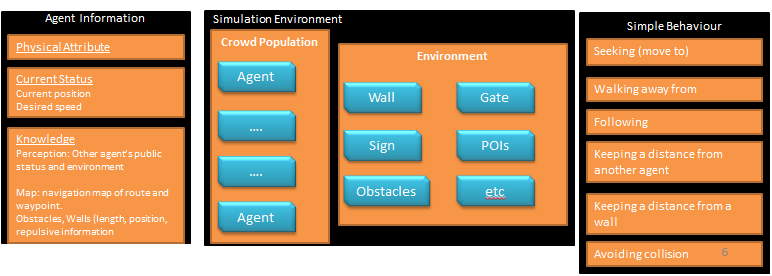 Agent Information
Physical Attribute
Current Status
Current position
Desired speed
Knowledge
Perception: Other agent's public
status and environment
Map: navigation map of route and
waypoint.
Obstacles, Walls (length, position,
repulsive information
Simulation Environment
Crowd Population
Agent
....
....
Agent
Environment
Wall
Gate
Sign
POIs
Obstacles
etc
Simple Behaviour
Seeking (move to)
Walking away from
Following
Keeping a distance from
another agent
Keeping a distance from a
wall
Avoiding collision
6